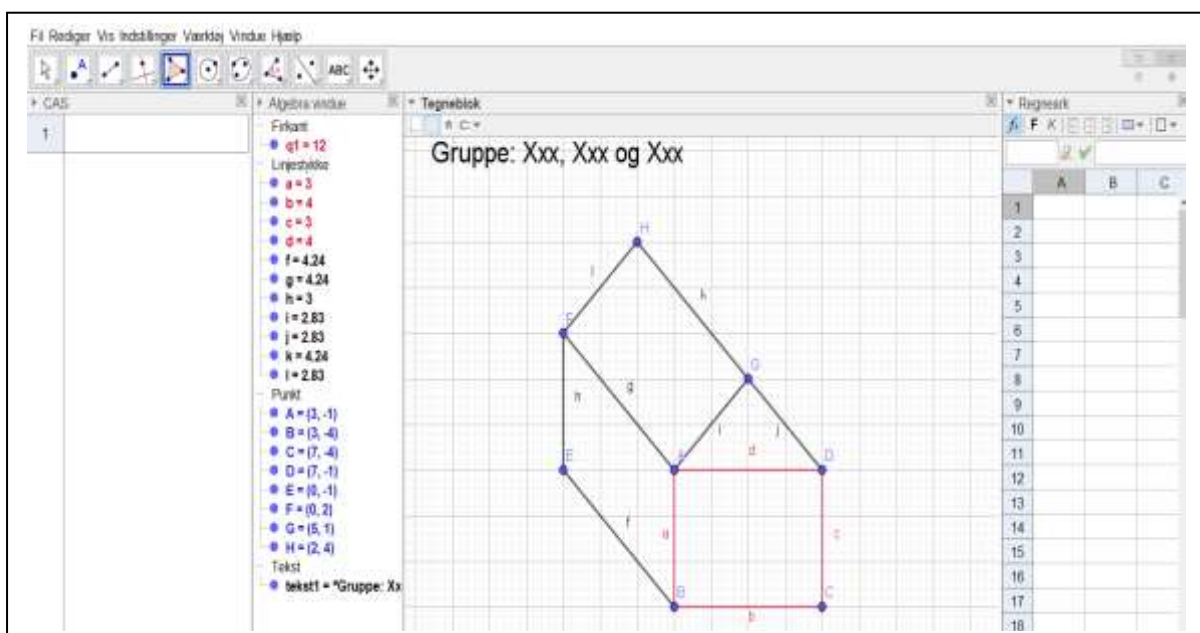 Fil Rediger Vis Indstillinger Værktøj Vindue Hjælp
ABC
CAS
1
Algebra vindue
Firkant
q1 = 12
Linjestykke
a = 3
b = 4
c = 3
d = 4
f = 4.24
g = 4.24
h = 3
i = 2.83
j = 2.83
k = 4.24
l = 2.83
Punkt
A = (3, -1)
B = (3, -4)
C = (7, -4)
D = (7, -1)
E = (0, -1)
F = (0, 2)
G = (5, 1)
H = (2, 4)
Tekst
tekst1 = "Gruppe: Xx
Tegneblok
Gruppe: Xxx, Xxx og Xxx
H
l
k
F
G
h
g
i
j
E
A
d
D
f
a
c
B
b
C
Regneark
fx F K
A B C
1
2
3
4
5
6
7
8
9
10
11
12
13
14
15
16
17
18